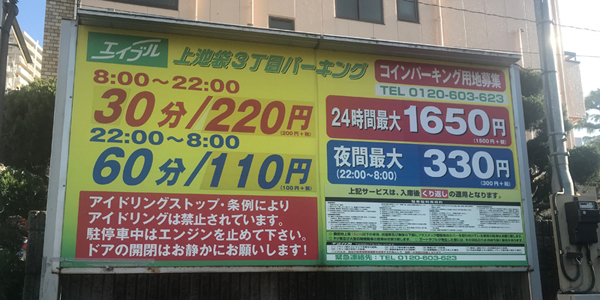 エイブル
上池袋3丁目パーキング
8:00～22:00
30分/220円
(200円+税)
22:00～8:00
60分/110円
(100円+税)
アイドリングストップ・条例により
アイドリングは禁止されています。
駐停車中はエンジンを止めて下さい。
ドアの開閉はお静かにお願いします!
コインパーキング用地募集
TEL 0120-603-623
24時間最大 1650円
(1500円+税)
夜間最大
(22:00～8:00)
330円
(300円+税)
上記サービスは、入庫後くり返しの適用となります。
緊急連絡先:TEL 0120-603-623